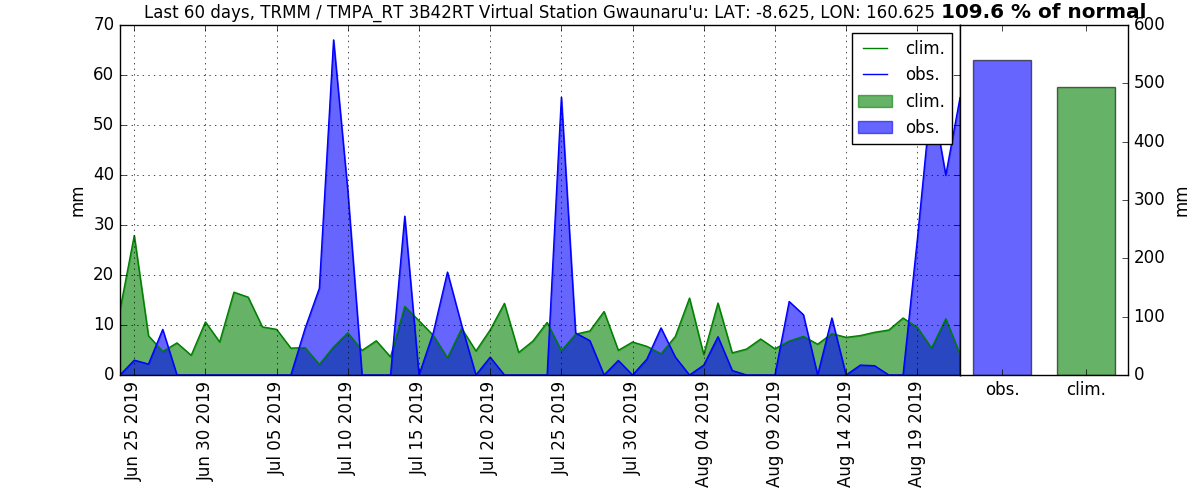 Last 60 days, TRMM / TMPA_RT 3B42RT Virtual Station Gwaunaru'u: LAT: -8.625, LON: 160.625 109.6 % of normal
70
60
50
40
30
20
10
0
mm
clim.
obs.
clim.
obs.
600
500
400
300
200
100
0
mm
obs.
clim.
Jun 25 2019
Jun 30 2019
Jul 05 2019
Jul 10 2019
Jul 15 2019
Jul 20 2019
Jul 25 2019
Jul 30 2019
Aug 04 2019
Aug 09 2019
Aug 14 2019
Aug 19 2019